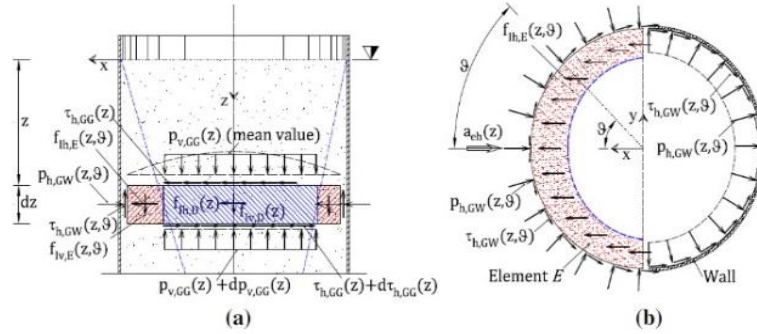 x
z
z
τh,GG(z)
pv,GG(z) (mean value)
fIh,E(z,ϑ)
ph,GW(z)
dz
fIh,D(z)
fIv,D(z)
τh,GW(z,ϑ)
fIv,E(z,ϑ)
pv,GG(z)+dpv,GG(z)
τh,GG(z)+dτh,GG(z)
(a)
fIh,E(z,ϑ)
ϑ
τh,GW(z,ϑ)
y
ϑ
aeh(z)
x
ph,GW(z,ϑ)
ph,GW(z,ϑ)
τh,GW(z,ϑ)
Element E
Wall
(b)